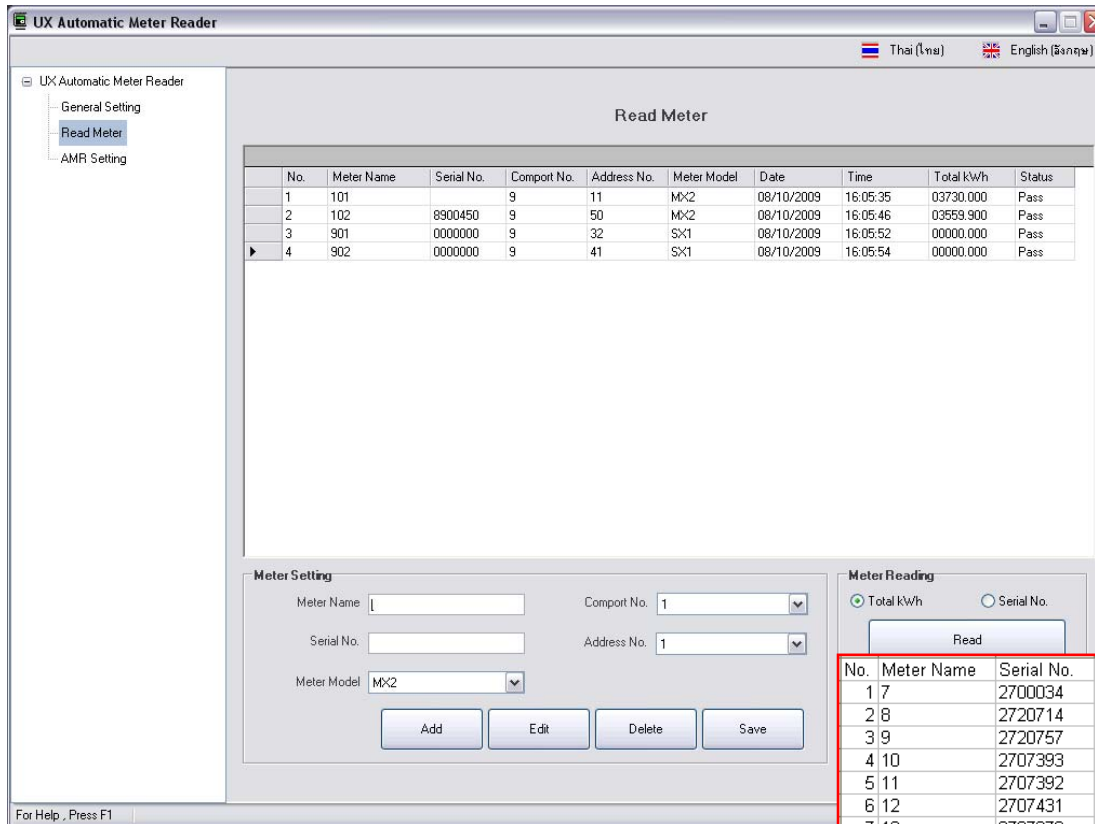 UX Automatic Meter Reader
Thai (ไทย) English (อังกฤษ)
UX Automatic Meter Reader
General Setting
Read Meter
AMR Setting
Read Meter
No. Meter Name Serial No. Comport No. Address No. Meter Model Date Time Total kWh Status
1 101 9 11 MX2 08/10/2009 16:05:35 03730.000 Pass
2 102 8900450 9 50 MX2 08/10/2009 16:05:46 03559.900 Pass
3 901 0000000 9 32 SX1 08/10/2009 16:05:52 00000.000 Pass
4 902 0000000 9 41 SX1 08/10/2009 16:05:54 00000.000 Pass
Meter Setting
Meter Name
Comport No. 1
Serial No.
Address No. 1
Meter Model MX2
Add Edit Delete Save
Meter Reading
Total kWh Serial No.
Read
No. Meter Name Serial No.
1 7 2700034
2 8 2720714
3 9 2720757
4 10 2707393
5 11 2707392
6 12 2707431
For Help , Press F1